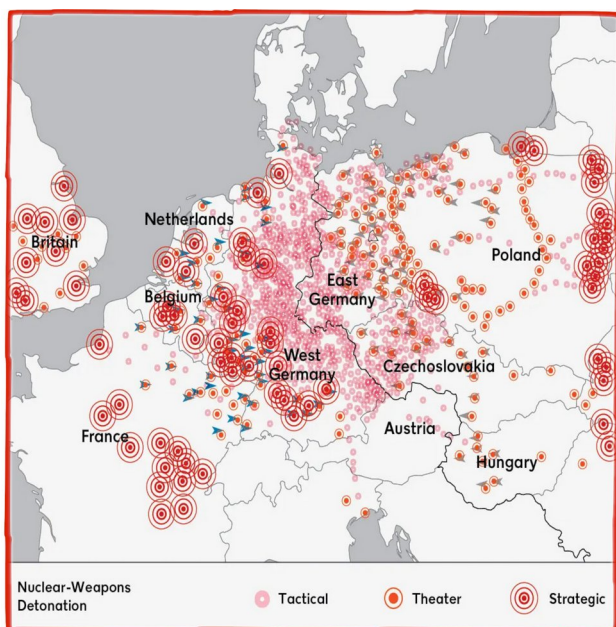 Netherlands
Britain
Poland
East
Germany
Belgium
West
Germany
Czechoslovakia
Austria
France
Hungary
Nuclear-Weapons
Detonation
Tactical
Theater
Strategic